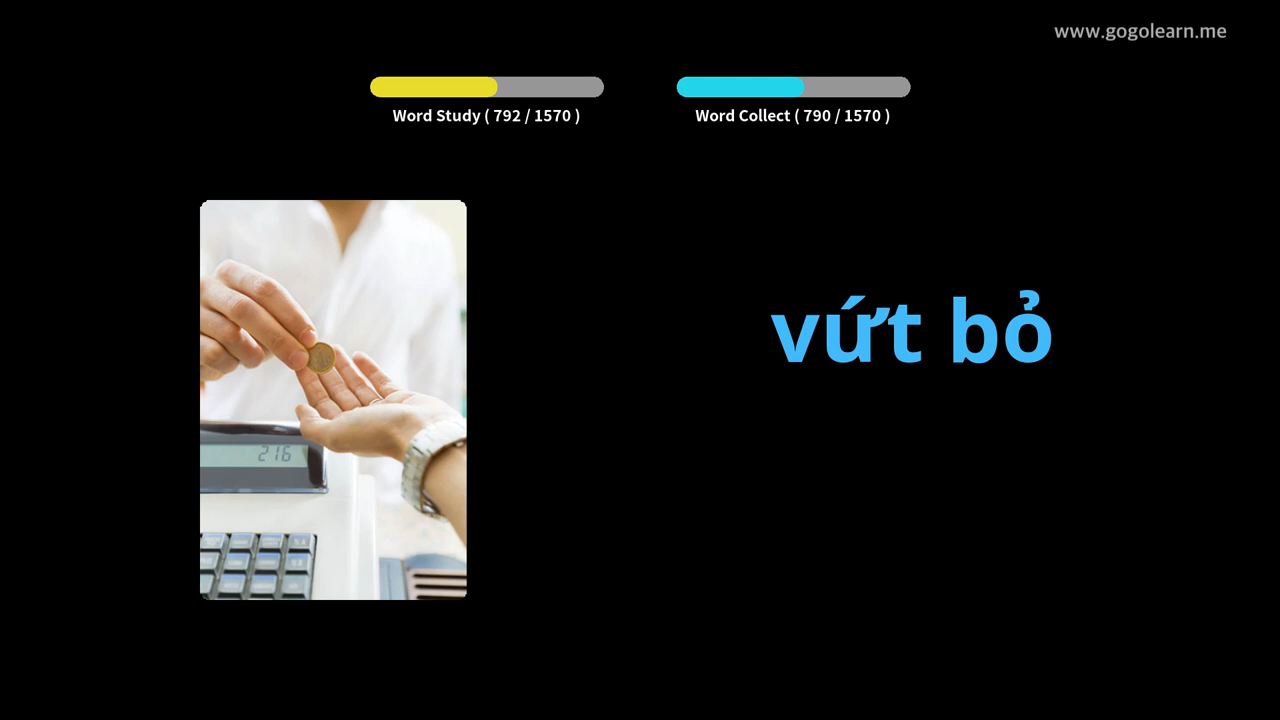 www.gogolearn.me
Word Study ( 792 / 1570 )
Word Collect ( 790 / 1570 )
vứt bỏ
216